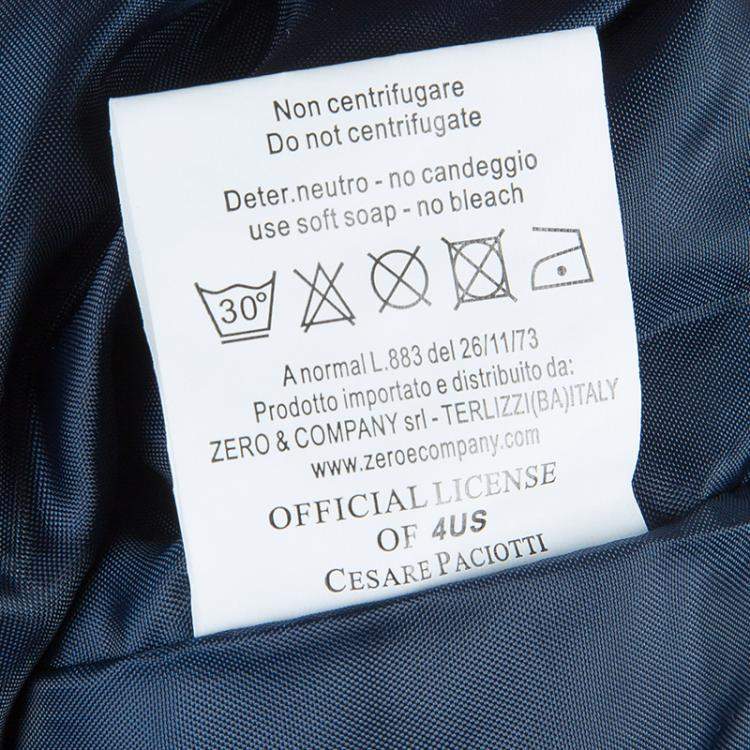 Non centrifugare
Do not centrifugate
Deter.neutro - no candeggio
use soft soap - no bleach
30°
A normal L.883 del 26/11/73
Prodotto importato e distribuito da:
ZERO & COMPANY srl - TERLIZZI(BA)ITALY
www.zeroecompany.com
OFFICIAL LICENSE
OF 4US
CESARE PACIOTTI